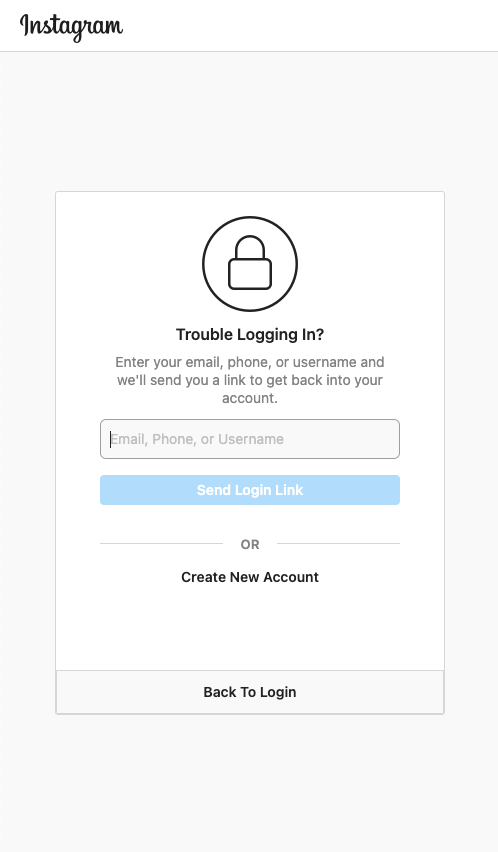 Instagram
Trouble Logging In?
Enter your email, phone, or username and
we'll send you a link to get back into your
account.
Email, Phone, or Username
Send Login Link
OR
Create New Account
Back To Login